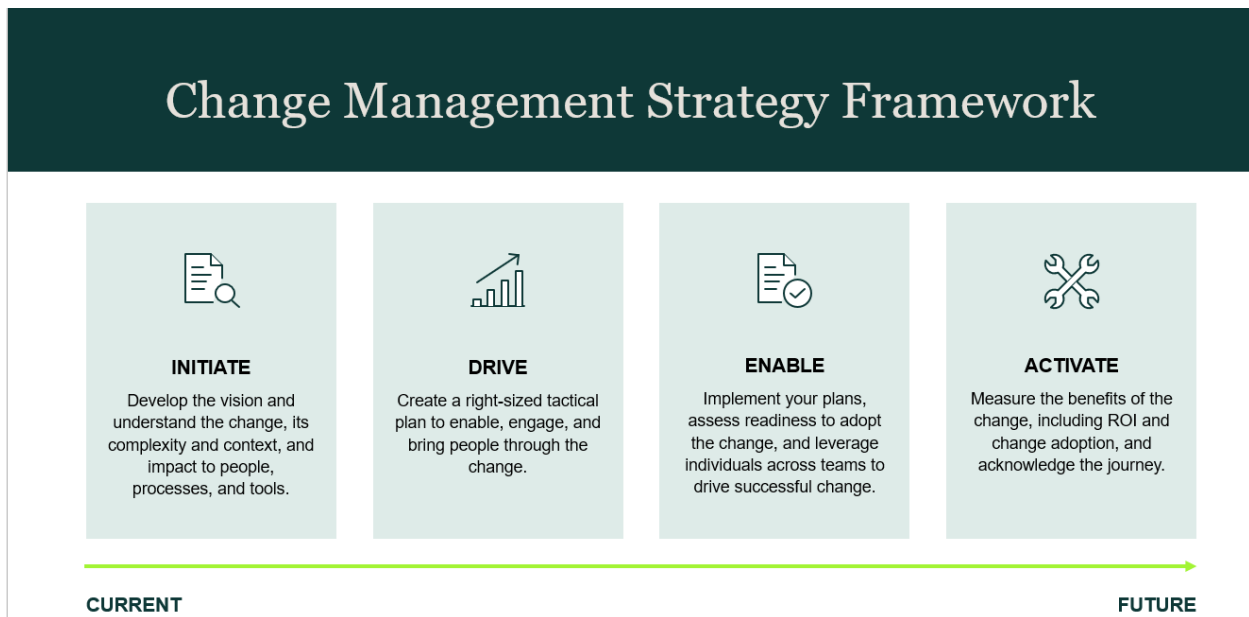 Change Management Strategy Framework
INITIATE
Develop the vision and
understand the change, its
complexity and context, and
impact to people,
processes, and tools.
DRIVE
Create a right-sized tactical
plan to enable, engage, and
bring people through the
change.
ENABLE
Implement your plans,
assess readiness to adopt
the change, and leverage
individuals across teams to
drive successful change.
ACTIVATE
Measure the benefits of the
change, including ROI and
change adoption, and
acknowledge the journey.
CURRENT
FUTURE